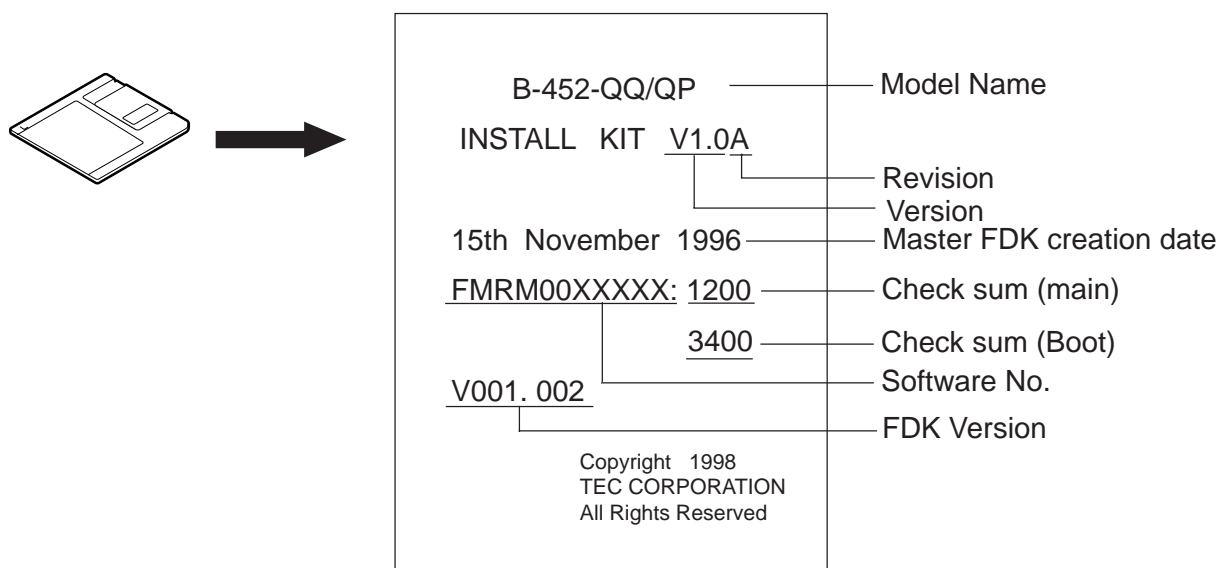 B-452-QQ/QP Model Name
INSTALL KIT V1.0A
Revision
Version
15th November 1996 Master FDK creation date
FMRM00XXXXX: 1200 Check sum (main)
3400 Check sum (Boot)
Software No.
V001. 002
FDK Version
Copyright 1998
TEC CORPORATION
All Rights Reserved